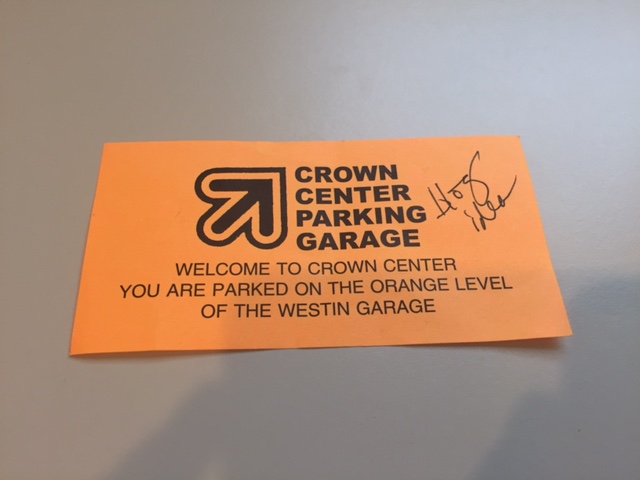 CROWN
CENTER
PARKING
GARAGE
WELCOME TO CROWN CENTER
YOU ARE PARKED ON THE ORANGE LEVEL
OF THE WESTIN GARAGE